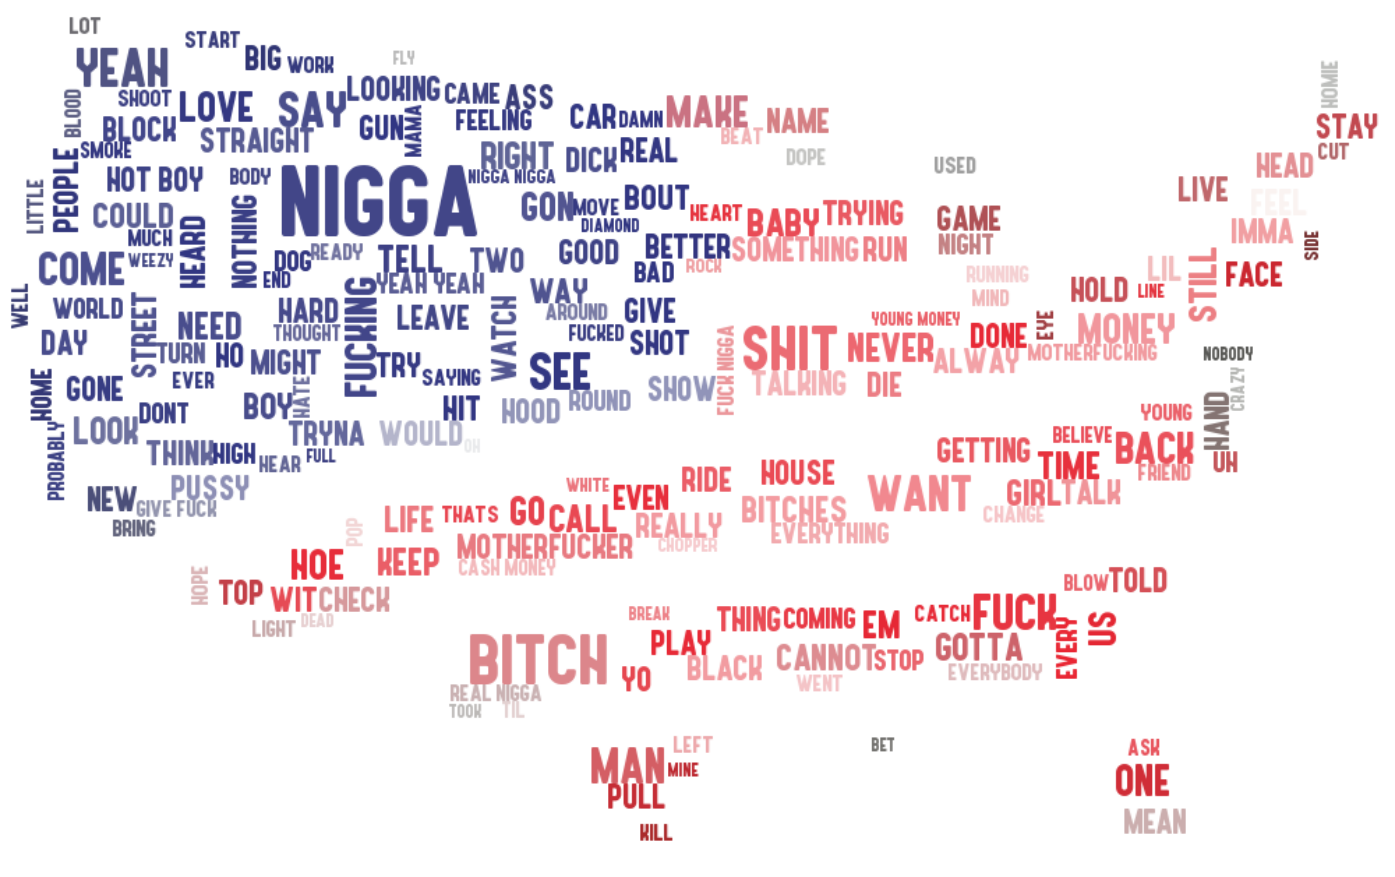 LOT
START
BIG
WORK
FLY
YEAH
BLOOD
SHOOT
LOVE
SAY
LOOKING
CAME
ASS
BLOCK
STRAIGHT
GUN
MAMA
FEELING
CAR
DAMN
MAKE
BEAT
NAME
HOMIE
STAY
CUT
SMOKE
PEOPLE
LITTLE
HOT BOY
BODY
NIGGA
RIGHT
NIGGA NIGGA
DICK
REAL
DOPE
USED
HEAD
LIVE
FEEL
COULD
MUCH
HEARD
NOTHING
GON
MOVE
DIAMOND
BOUT
HEART
BABY
TRYING
GAME
NIGHT
IMMA
SIDE
COME
WEEZY
DOG
READY
END
TELL
YEAH YEAH
TWO
GOOD
BETTER
BAD
SOMETHING
ROCK
RUN
RUNNING
MIND
LIL
STILL
FACE
WELL
WORLD
STREET
NEED
HARD
THOUGHT
FUCKING
LEAVE
WATCH
WAY
AROUND
GIVE
FUCKED
SHOT
HOLD
LINE
YOUNG MONEY
DONE
EYE
MONEY
DAY
TURN
HO
MIGHT
TRY
SAYING
SEE
SHOW
FUCK NIGGA
SHIT
NEVER
ALWAY
MOTHERFUCKING
NOBODY
HOME
GONE
EVER
HATE
TALKING
DIE
CRAZY
HAND
DONT
BOY
HIT
HOOD
ROUND
YOUNG
PROBABLY
LOOK
THINK
HIGH
TRYNA
WOULD
OH
HEAR
FULL
GETTING
BELIEVE
BACK
TIME
FRIEND
UH
NEW
PUSSY
GIVE FUCK
BRING
WHITE
EVEN
RIDE
HOUSE
WANT
GIRL
TALK
CHANGE
POP
LIFE
THATS
GO
CALL
REALLY
BITCHES
EVERYTHING
CHOPPER
HOE
KEEP
MOTHERFUCKER
CASH MONEY
HOPE
TOP
WIT
CHECK
DEAD
LIGHT
BLOW
TOLD
BREAK
THING
COMING
EM
CATCH
FUCK
EVERY
US
BITCH
PLAY
YO
BLACK
CANNOT
STOP
GOTTA
EVERYBODY
WENT
REAL NIGGA
TOOK
TIL
LEFT
MAN
MINE
BET
ASK
PULL
ONE
KILL
MEAN